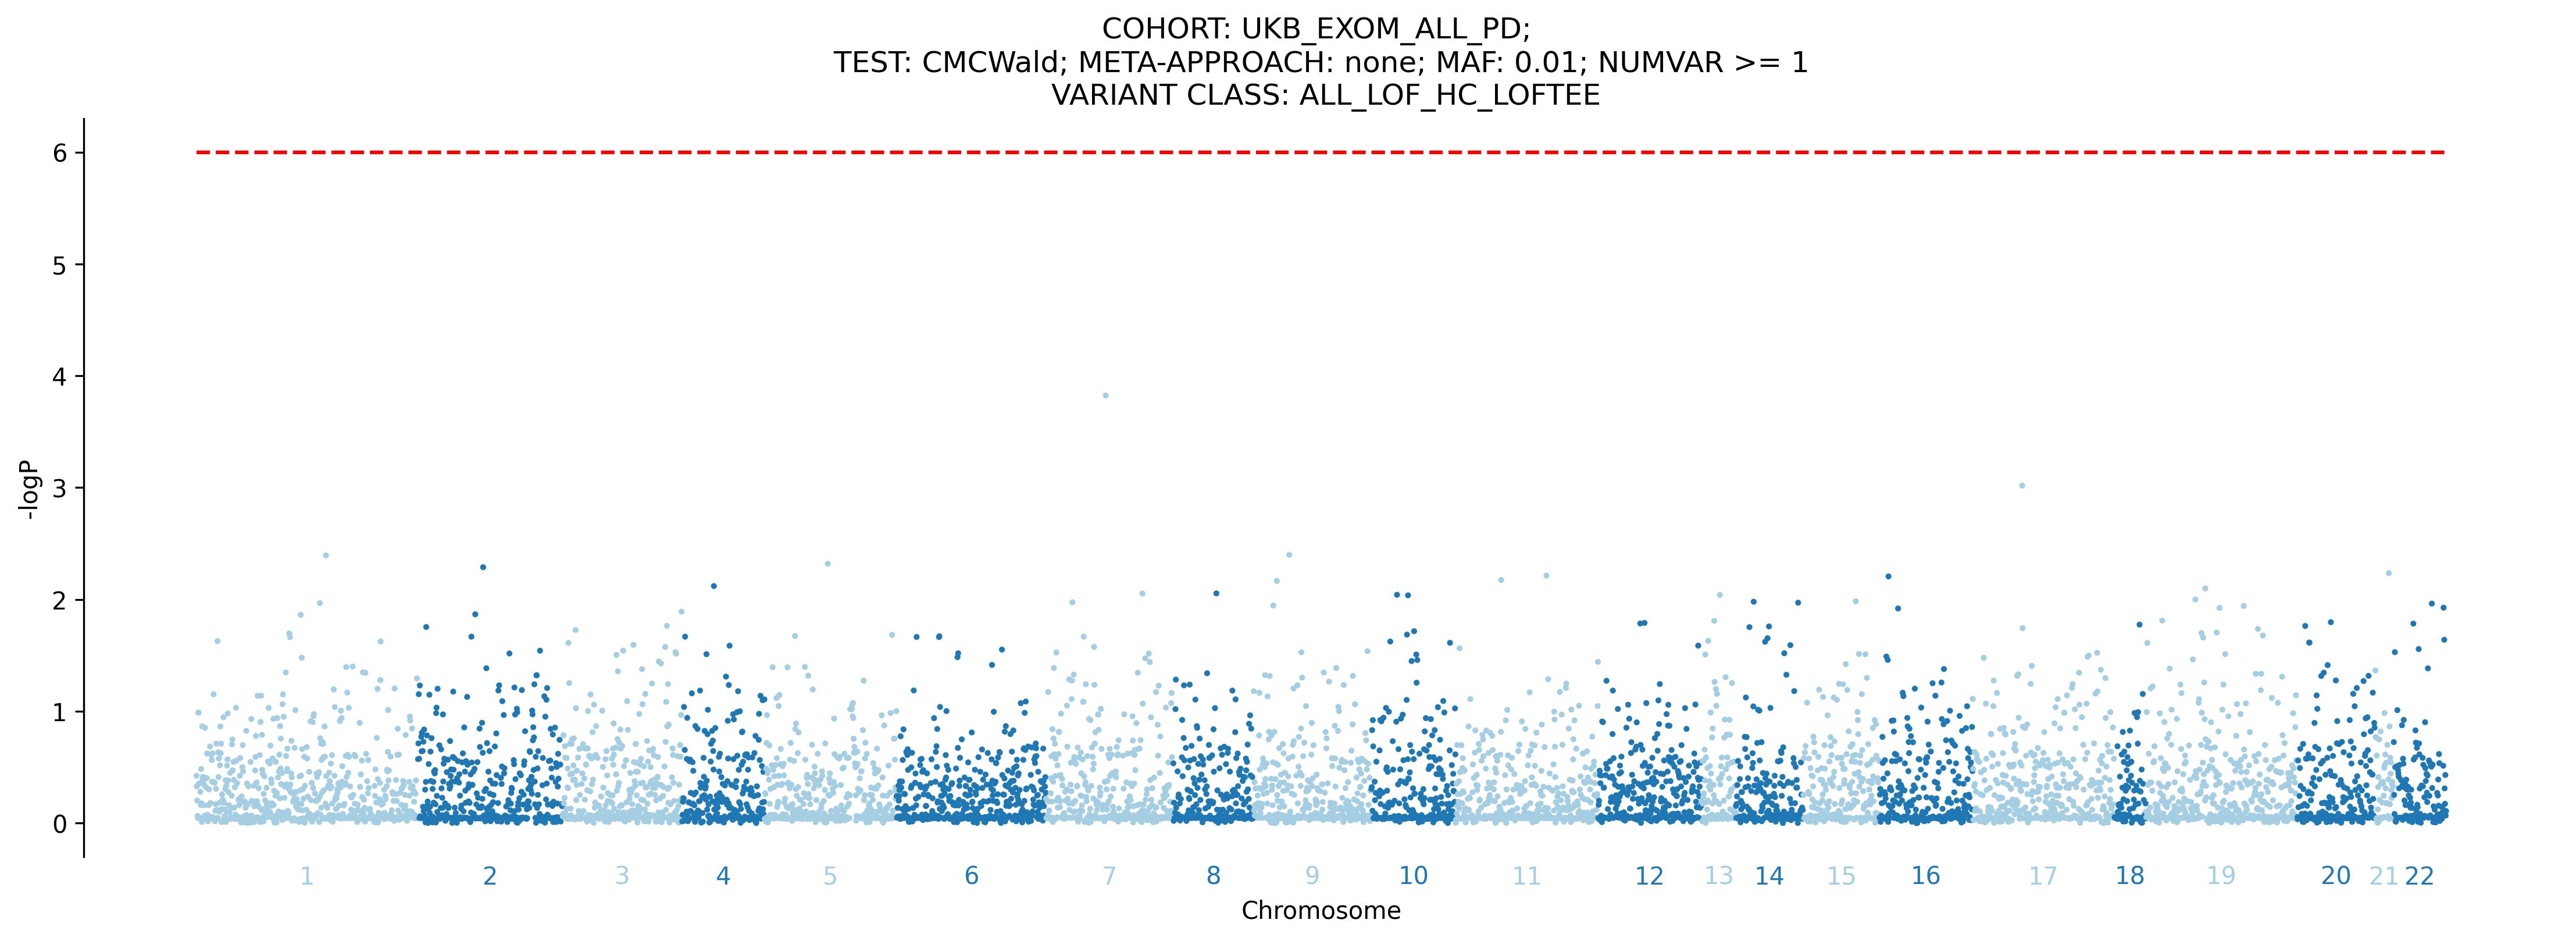 COHORT: UKB_EXOM_ALL_PD;
TEST: CMCWald; META-APPROACH: none; MAF: 0.01; NUMVAR >= 1
VARIANT CLASS: ALL_LOF_HC_LOFTEE
6
5
4
3
2
1
0
-logP
1 2 3 4 5 6 7 8 9 10 11 12 13 14 15 16 17 18 19 20 21 22
Chromosome